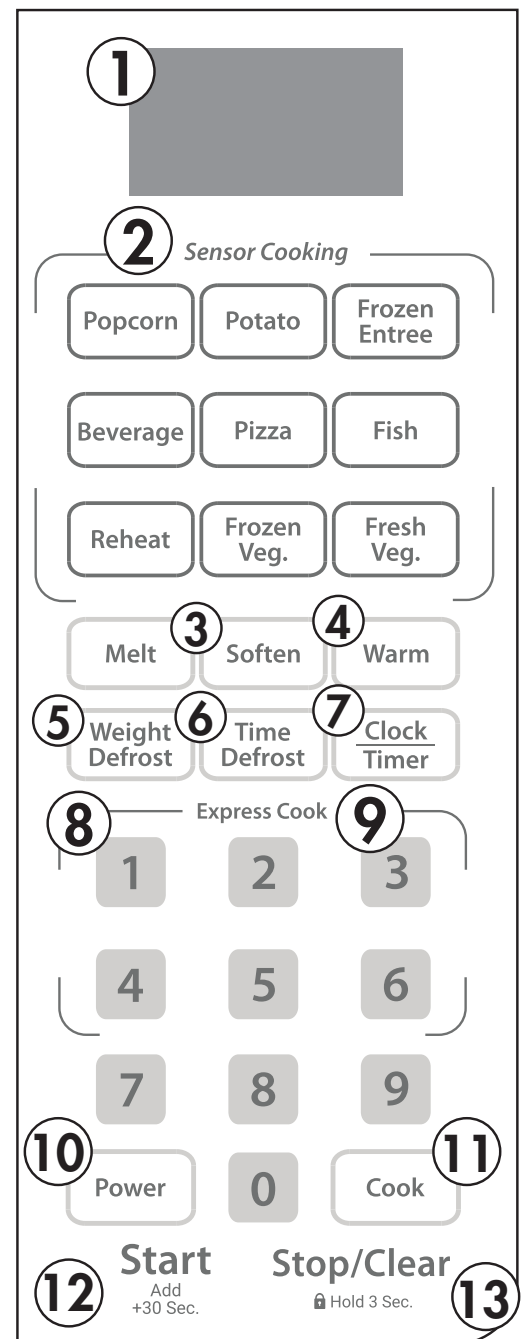 1
2 Sensor Cooking
Popcorn Potato Frozen Entree
Beverage Pizza Fish
Reheat Frozen Veg. Fresh Veg.
3 4
Melt Soften Warm
5 6 7
Weight Defrost Time Defrost Clock Timer
8 Express Cook 9
1 2 3
4 5 6
7 8 9
10 11
Power 0 Cook
Start Stop/Clear
12 Add +30 Sec. Hold 3 Sec. 13